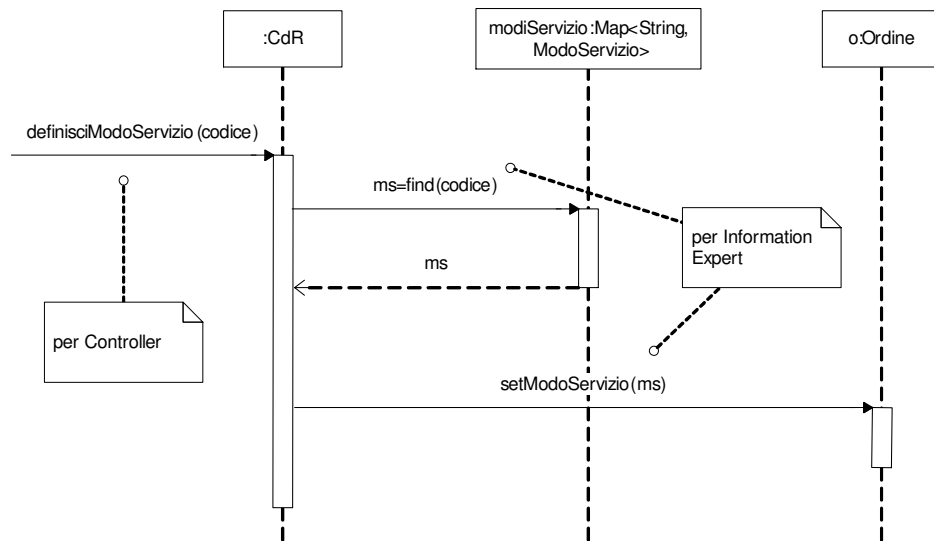 :CdR
modiServizio:Map<String,
ModoServizio>
o:Ordine
definisciModoServizio(codice)
ms=find(codice)
per Information
Expert
ms
per Controller
setModoServizio(ms)